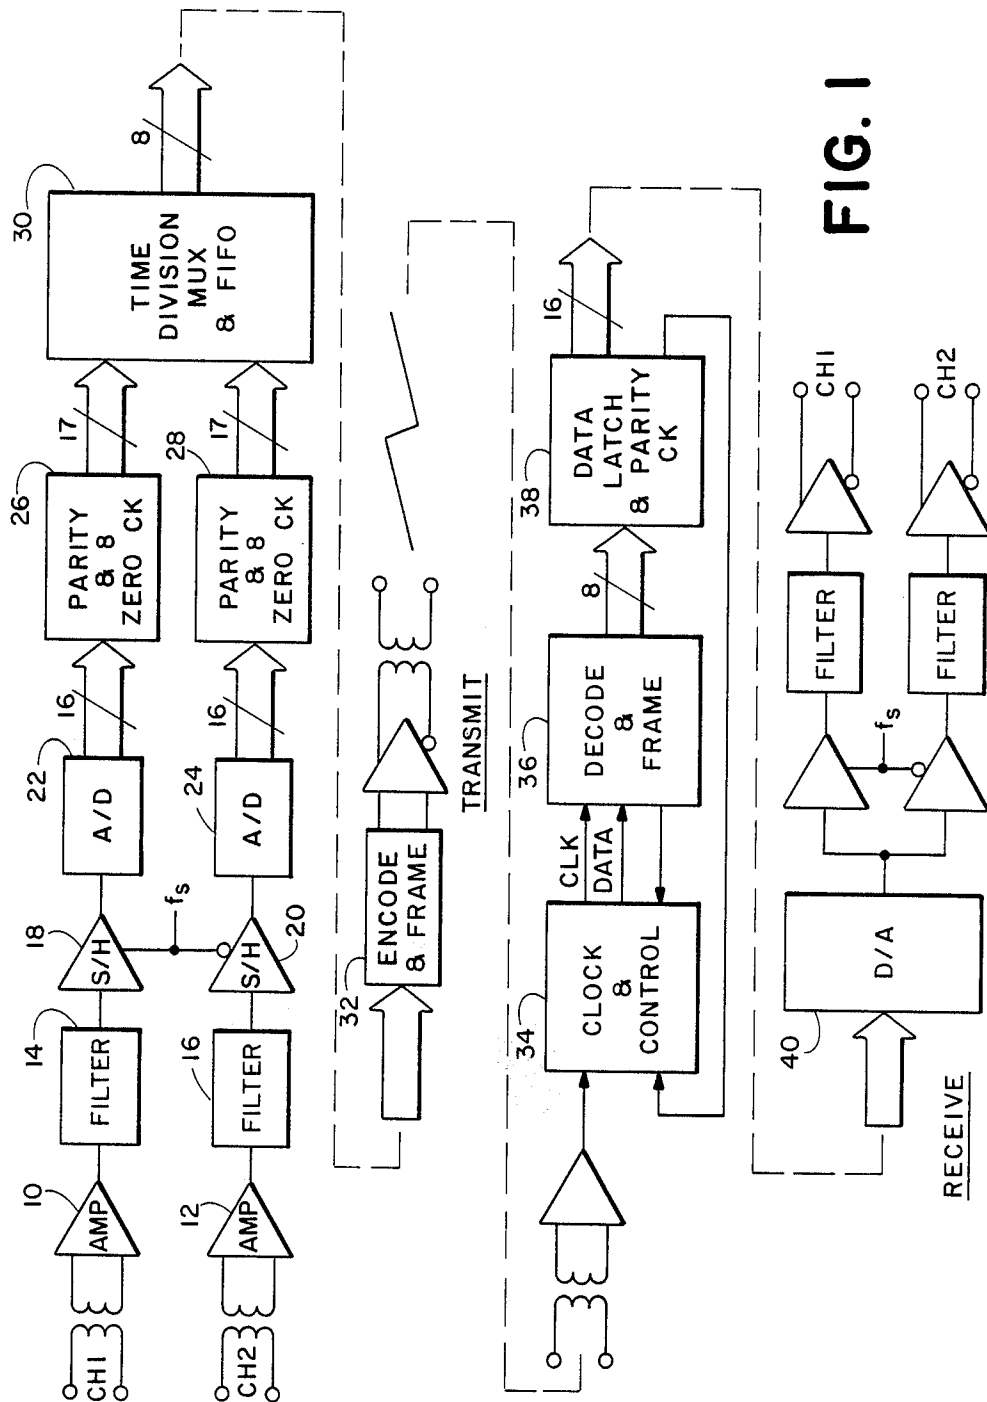 CH1
10
AMP
14
FILTER
18
S/H
22
A/D
16
26
PARITY
& 8
ZERO CK
17
30
TIME
DIVISION
MUX
& FIFO
8
CH2
12
AMP
16
FILTER
fs
20
S/H
24
A/D
16
28
PARITY
& 8
ZERO CK
17
32
ENCODE
& FRAME
TRANSMIT
34
CLOCK
&
CONTROL
CLK
DATA
36
DECODE
&
FRAME
8
38
DATA
LATCH
& PARITY
CK
16
RECEIVE
40
D/A
fs
FILTER
CH1
FILTER
CH2
FIG. 1